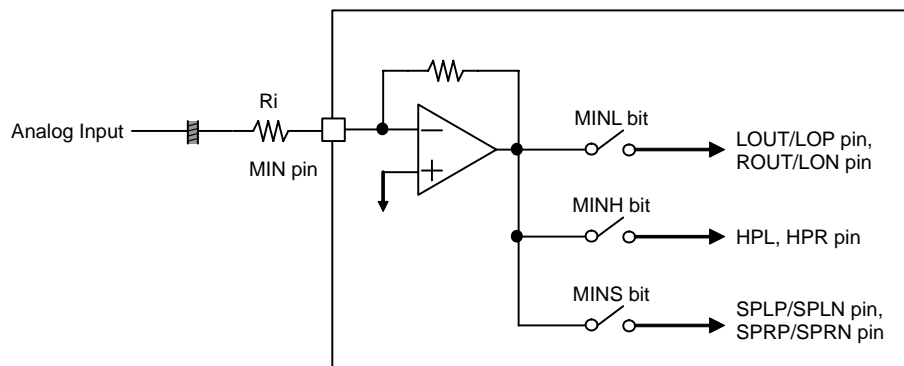 Analog Input
Ri
MIN pin
−
+
MINL bit
LOUT/LOP pin,
ROUT/LON pin
MINH bit
HPL, HPR pin
MINS bit
SPLP/SPLN pin,
SPRP/SPRN pin